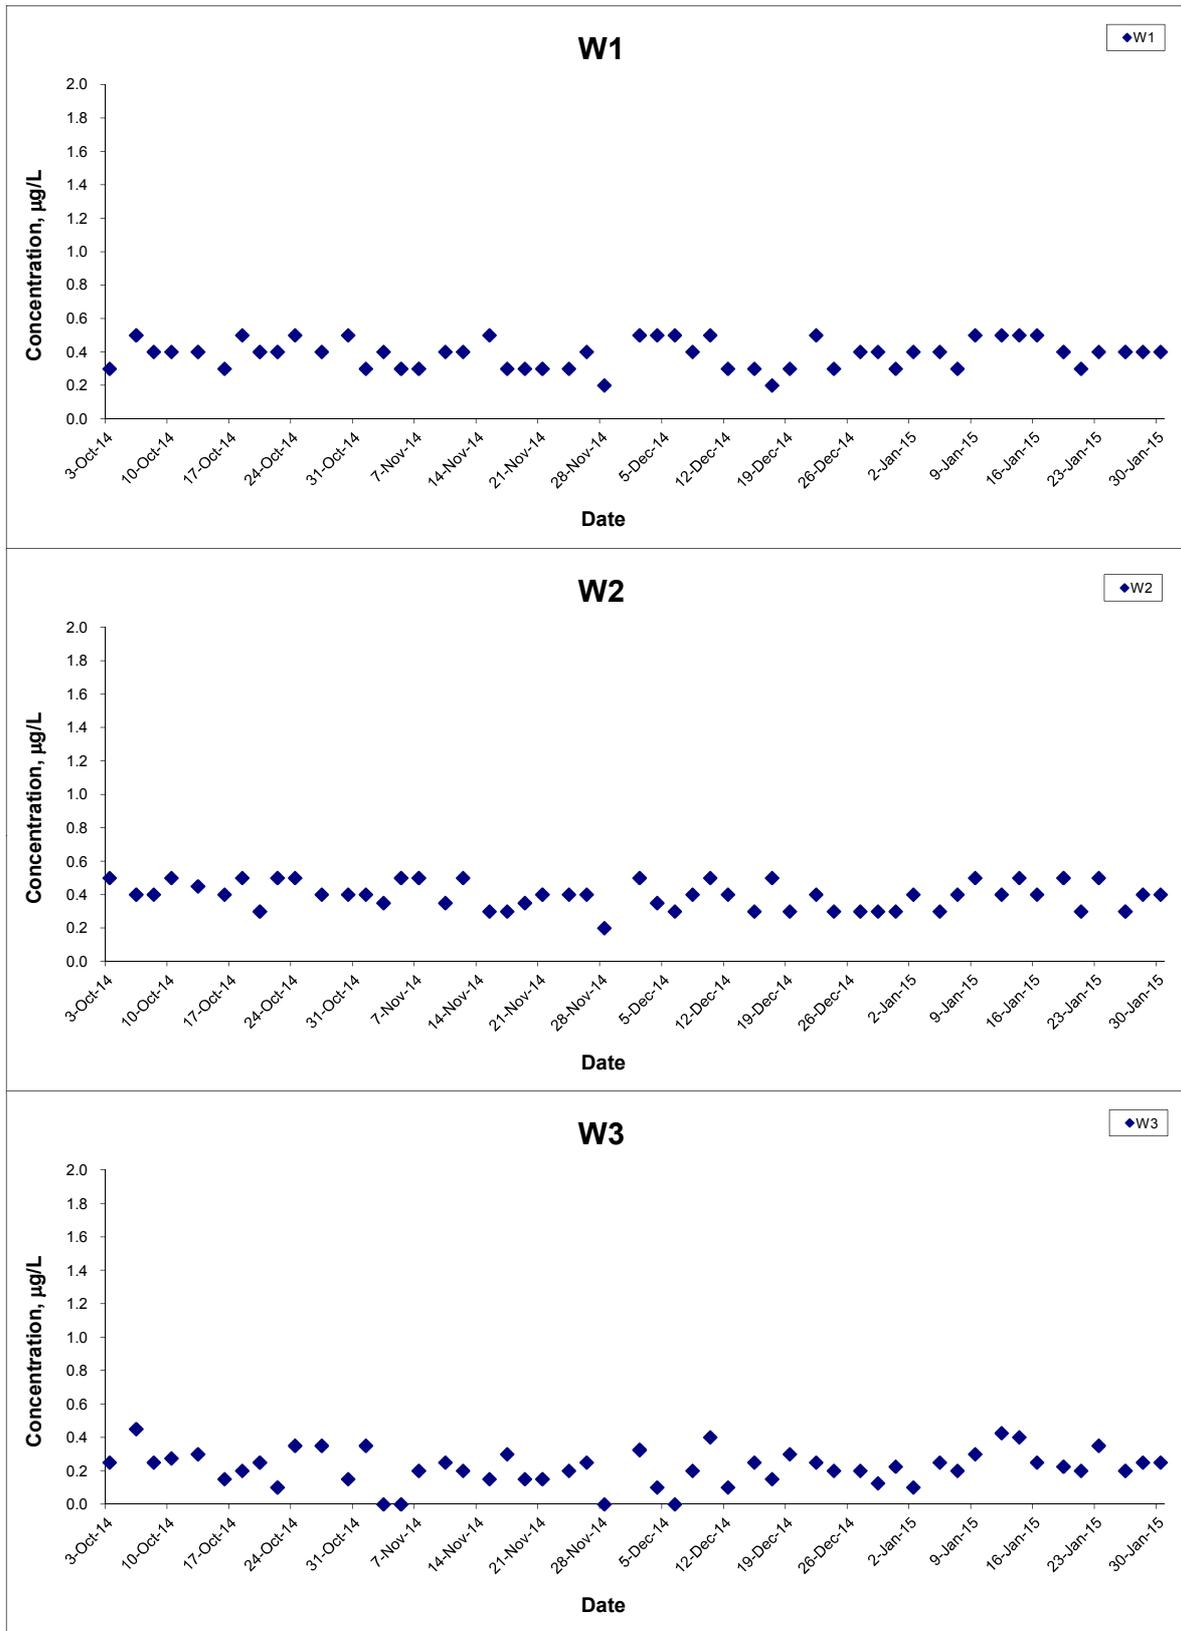 W1
W1
2.0
1.8
1.6
1.4
1.2
1.0
0.8
0.6
0.4
0.2
0.0
Concentration, µg/L
3-Oct-14
10-Oct-14
17-Oct-14
24-Oct-14
31-Oct-14
7-Nov-14
14-Nov-14
21-Nov-14
28-Nov-14
5-Dec-14
12-Dec-14
19-Dec-14
26-Dec-14
2-Jan-15
9-Jan-15
16-Jan-15
23-Jan-15
30-Jan-15
Date
W2
W2
2.0
1.8
1.6
1.4
1.2
1.0
0.8
0.6
0.4
0.2
0.0
Concentration, µg/L
3-Oct-14
10-Oct-14
17-Oct-14
24-Oct-14
31-Oct-14
7-Nov-14
14-Nov-14
21-Nov-14
28-Nov-14
5-Dec-14
12-Dec-14
19-Dec-14
26-Dec-14
2-Jan-15
9-Jan-15
16-Jan-15
23-Jan-15
30-Jan-15
Date
W3
W3
2.0
1.8
1.6
1.4
1.2
1.0
0.8
0.6
0.4
0.2
0.0
Concentration, µg/L
3-Oct-14
10-Oct-14
17-Oct-14
24-Oct-14
31-Oct-14
7-Nov-14
14-Nov-14
21-Nov-14
28-Nov-14
5-Dec-14
12-Dec-14
19-Dec-14
26-Dec-14
2-Jan-15
9-Jan-15
16-Jan-15
23-Jan-15
30-Jan-15
Date